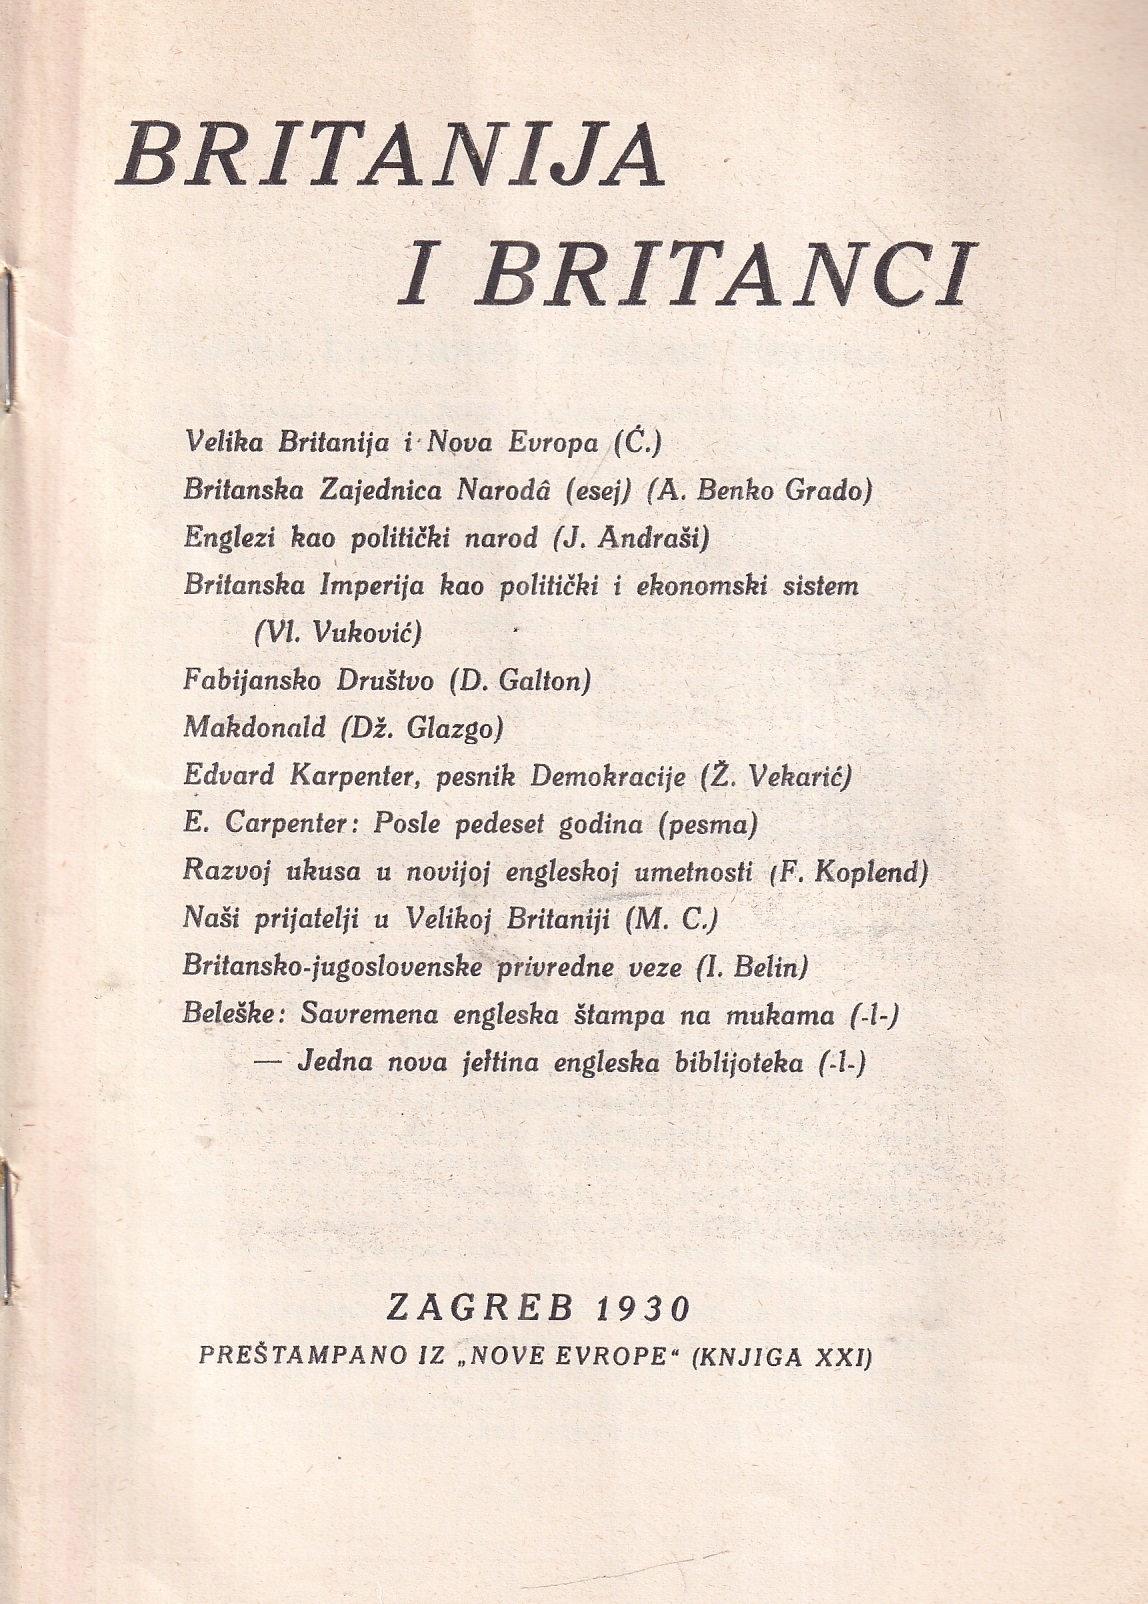 BRITANIJA
I BRITANCI
Velika Britanija i Nova Evropa (Ć.)
Britanska Zajednica Narodâ (esej) (A. Benko Grado)
Englezi kao politički narod (J. Andraši)
Britanska Imperija kao politički i ekonomski sistem
(Vl. Vuković)
Fabijansko Društvo (D. Galton)
Makdonald (Dž. Glazgo)
Edvard Karpenter, pesnik Demokracije (Ž. Vekarić)
E. Carpenter: Posle pedeset godina (pesma)
Razvoj ukusa u novijoj engleskoj umetnosti (F. Koplend)
Naši prijatelji u Velikoj Britaniji (M. C.)
Britansko-jugoslovenske privredne veze (I. Belin)
Beleške: Savremena engleska štampa na mukama (-l-)
— Jedna nova jeftina engleska biblijoteka (-l-)
ZAGREB 1930
PREŠTAMPANO IZ „NOVE EVROPE“ (KNJIGA XXI)